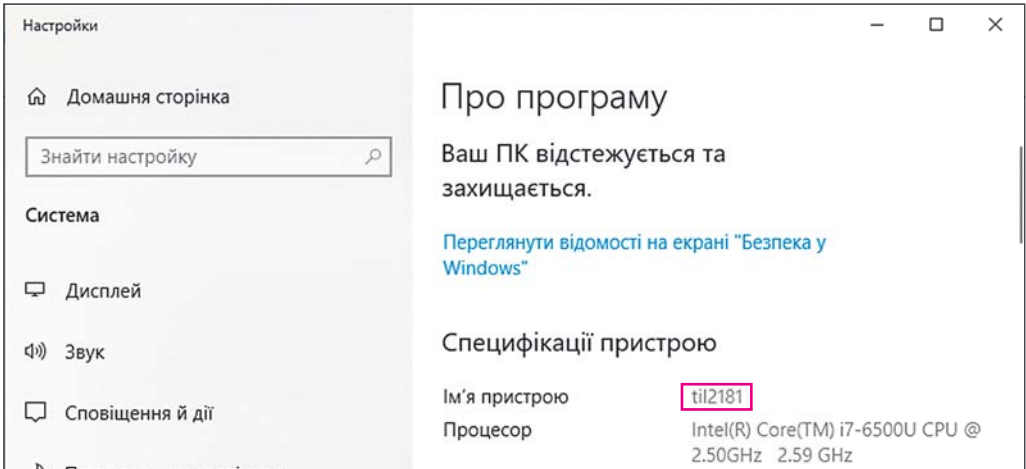 Настройки
Домашня сторінка
Знайти настройку
Система
Дисплей
Звук
Сповіщення й дії
Про програму
Ваш ПК відстежується та
захищається.
Переглянути відомості на екрані "Безпека у
Windows"
Специфікації пристрою
Ім'я пристрою til2181
Процесор Intel(R) Core(TM) i7-6500U CPU @
2.50GHz 2.59 GHz